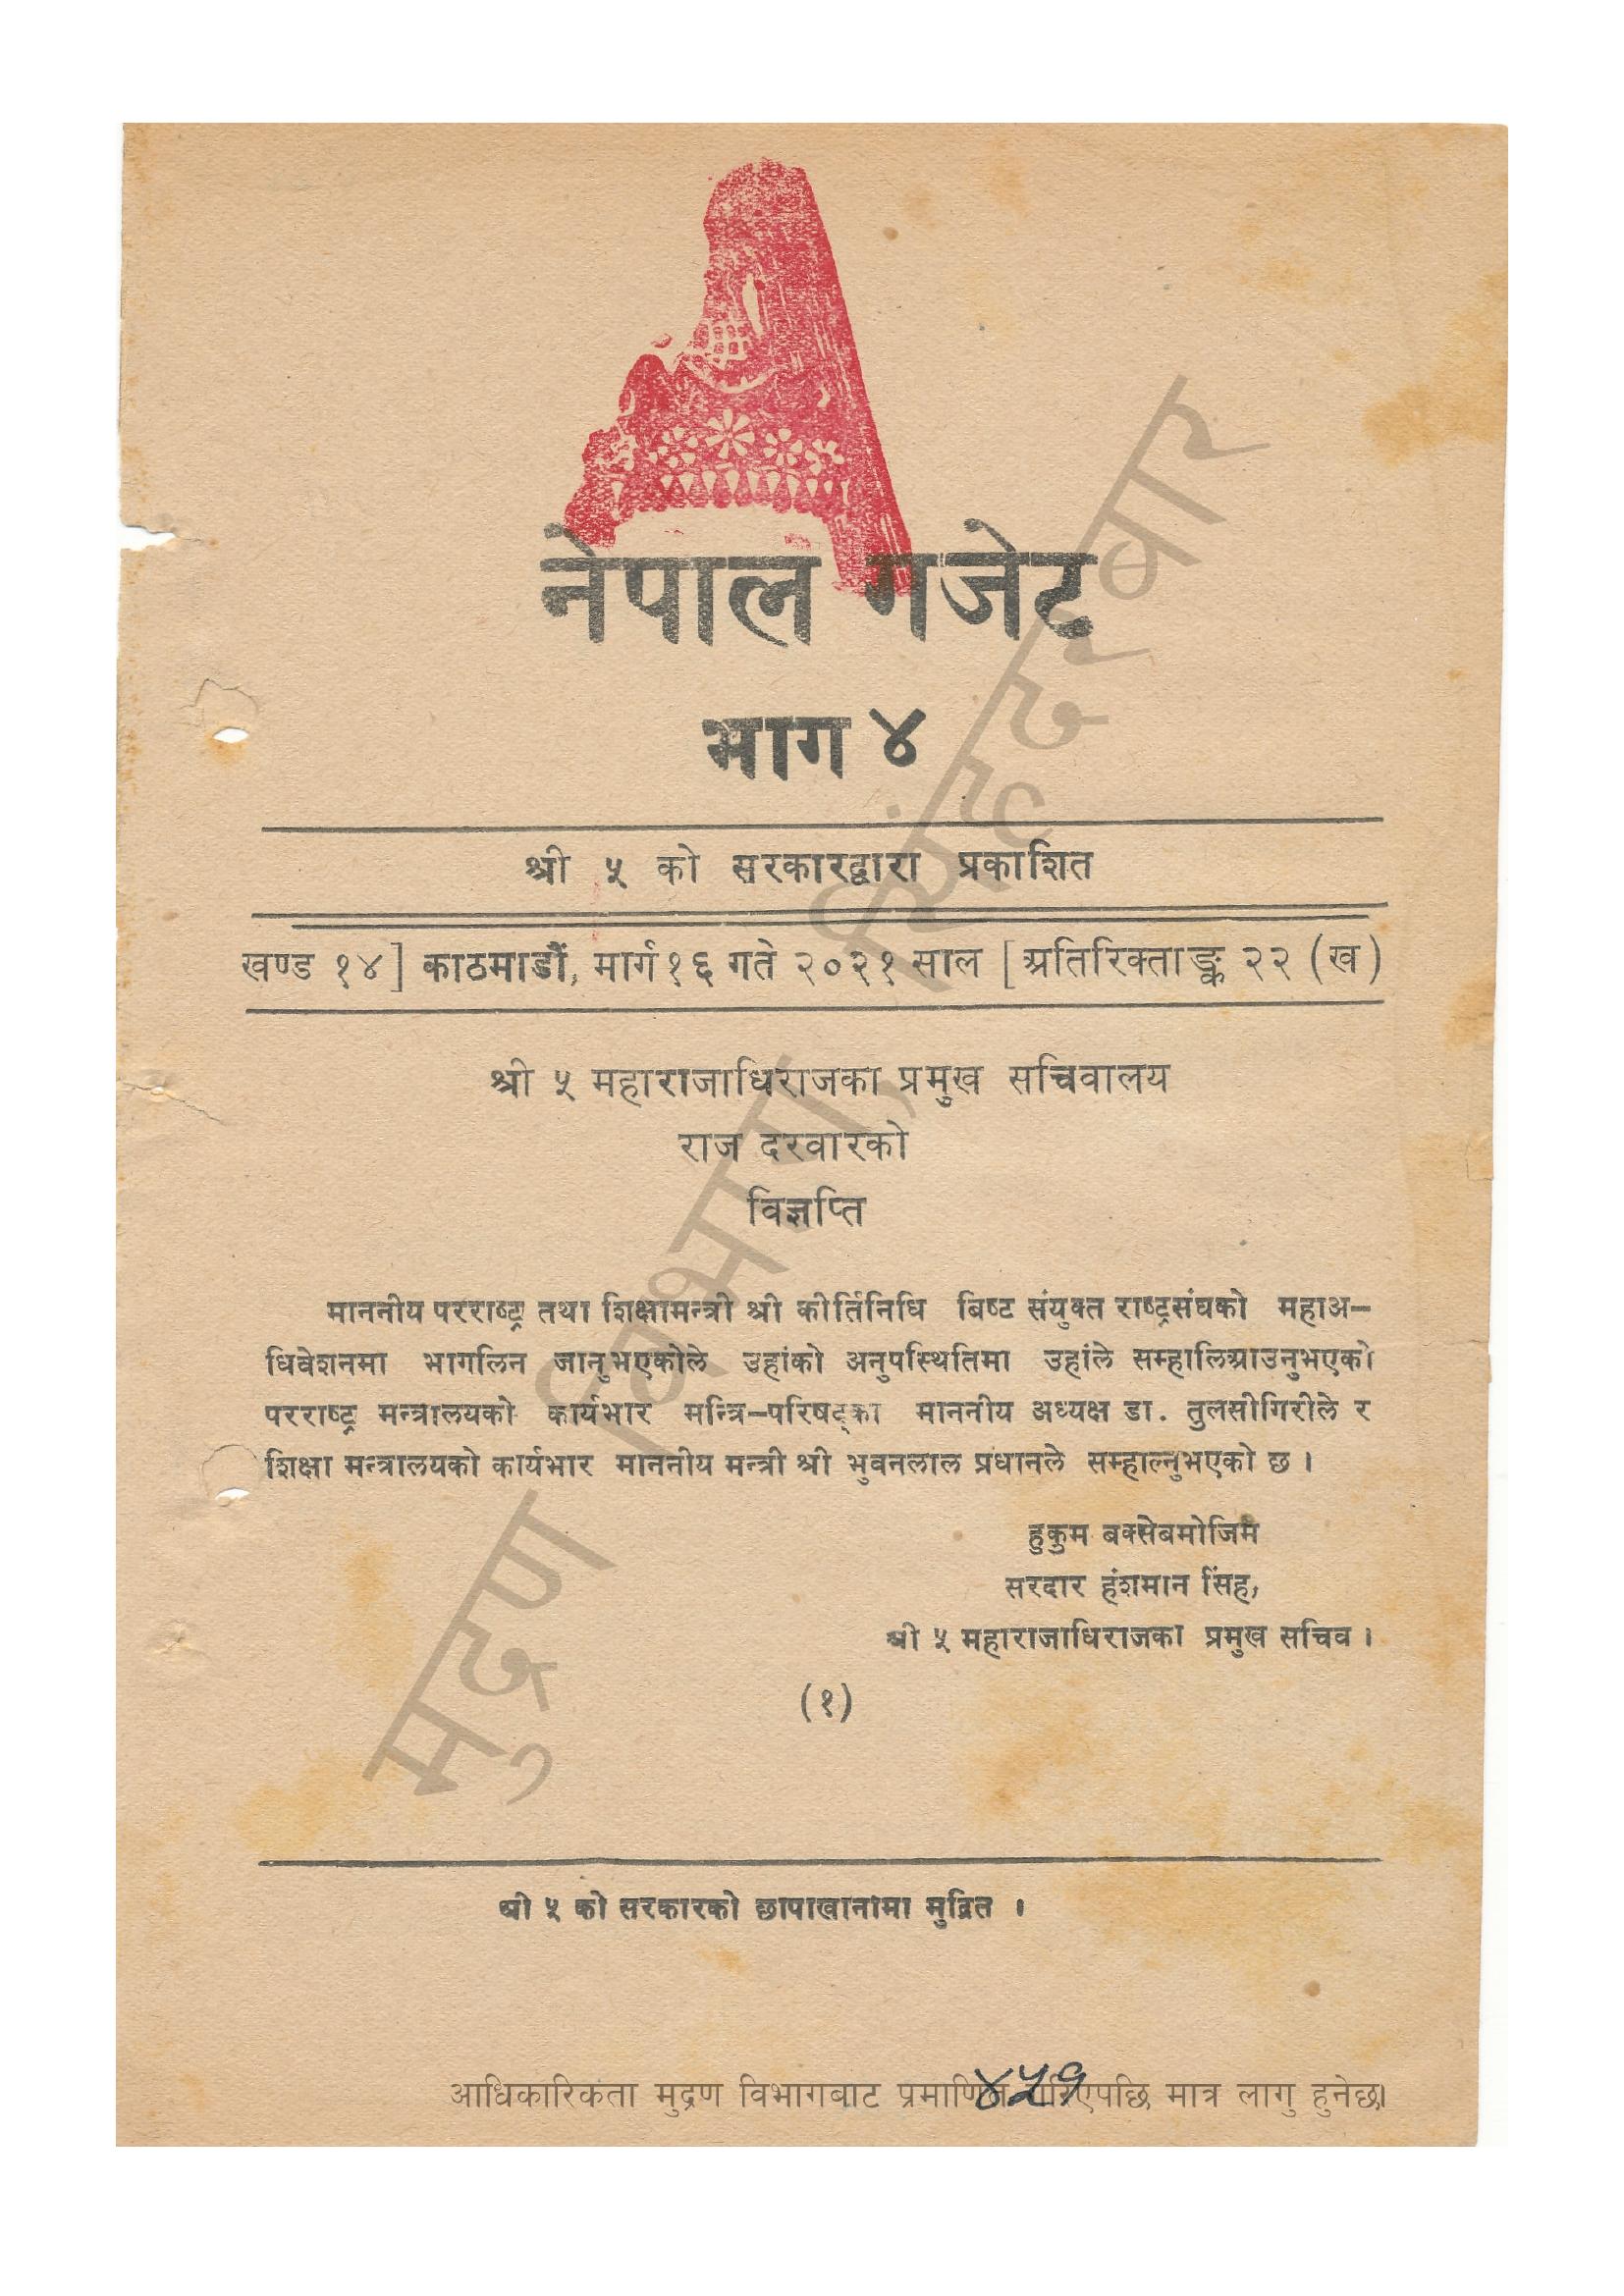 नेपाल गजेट
भाग ४
श्री ५ को सरकारद्वारा प्रकाशित
खण्ड १४] काठमाडौं, मार्ग १६ गते २०२१ साल [अतिरिक्ताङ्क २२ (ख)
श्री ५ महाराजाधिराजका प्रमुख सचिवालय
राज दरवारको
विज्ञप्ति
माननीय परराष्ट्र तथा शिक्षामन्त्री श्री कीर्तिनिधि बिष्ट संयुक्त राष्ट्रसंघको महाअ-
धिवेशनमा भागलिन जानुभएकोले उहांको अनुपस्थितिमा उहांले सम्हालिआउनुभएको
परराष्ट्र मन्त्रालयको कार्यभार मन्त्रि-परिषद्का माननीय अध्यक्ष डा. तुलसीगिरीले र
शिक्षा मन्त्रालयको कार्यभार माननीय मन्त्री श्री भुवनलाल प्रधानले सम्हाल्नुभएको छ ।
हुकुम बक्सेबमोजिम
सरदार हंशमान सिंह,
श्री ५ महाराजाधिराजका प्रमुख सचिव ।
(१)
श्री ५ को सरकारको छापाखानामा मुद्रित ।
४५१
आधिकारिकता मुद्रण विभागबाट प्रमाणित गरिएपछि मात्र लागु हुनेछ।
मुद्रण विभाग, सिंहदरवार